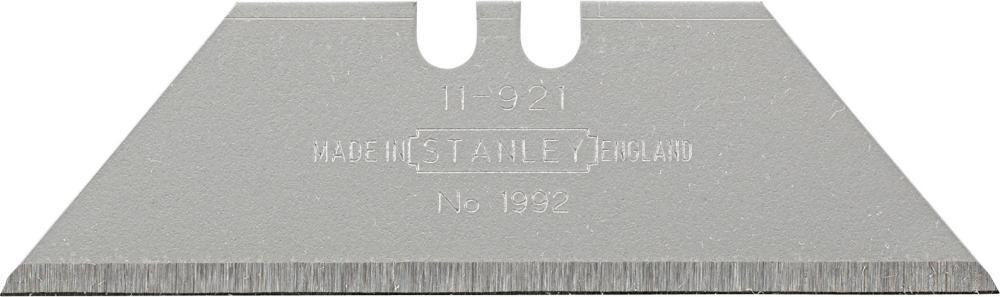 11-921
MADE IN STANLEY ENGLAND
No 1992